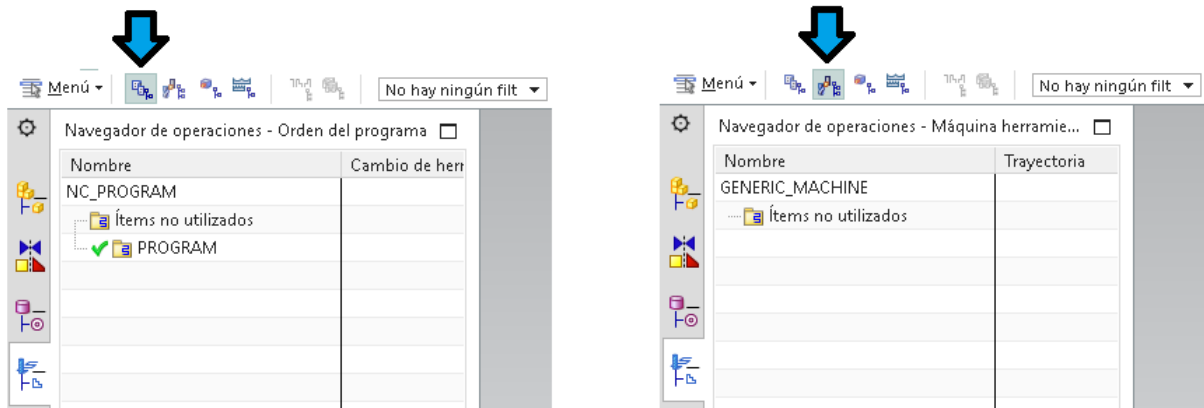 Menú
No hay ningún filt
Navegador de operaciones - Orden del programa
Nombre Cambio de herr
NC_PROGRAM
Ítems no utilizados
PROGRAM
Menú
No hay ningún filt
Navegador de operaciones - Máquina herramie...
Nombre Trayectoria
GENERIC_MACHINE
Ítems no utilizados